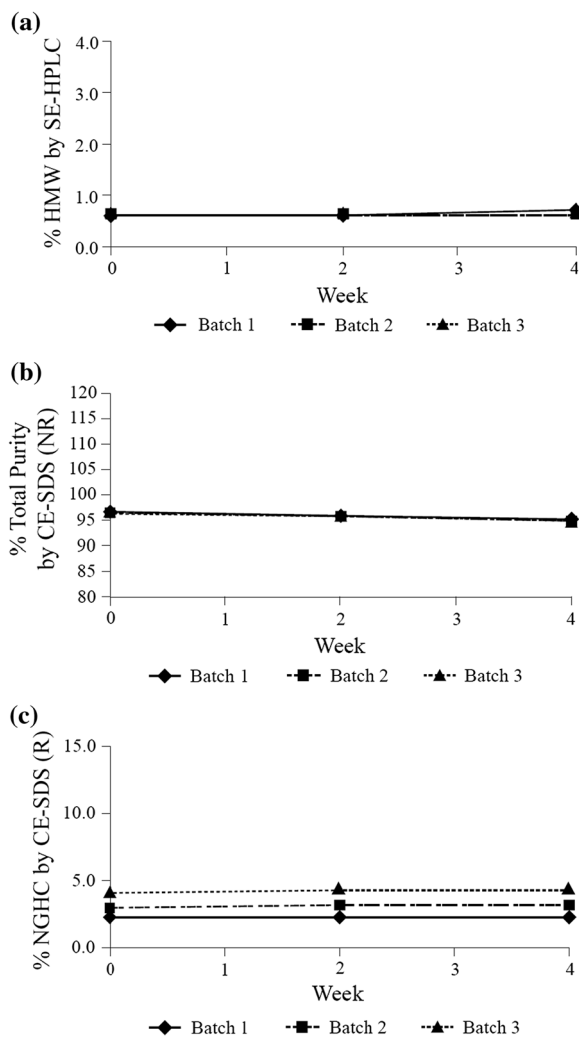 (a)
% HMW by SE-HPLC
4.0
3.0
2.0
1.0
0.0
0 1 2 3 4
Week
Batch 1 Batch 2 Batch 3
(b)
% Total Purity
by CE-SDS (NR)
120
115
110
105
100
95
90
85
80
0 1 2 3 4
Week
Batch 1 Batch 2 Batch 3
(c)
% NGHC by CE-SDS (R)
15.0
10.0
5.0
0.0
0 1 2 3 4
Week
Batch 1 Batch 2 Batch 3